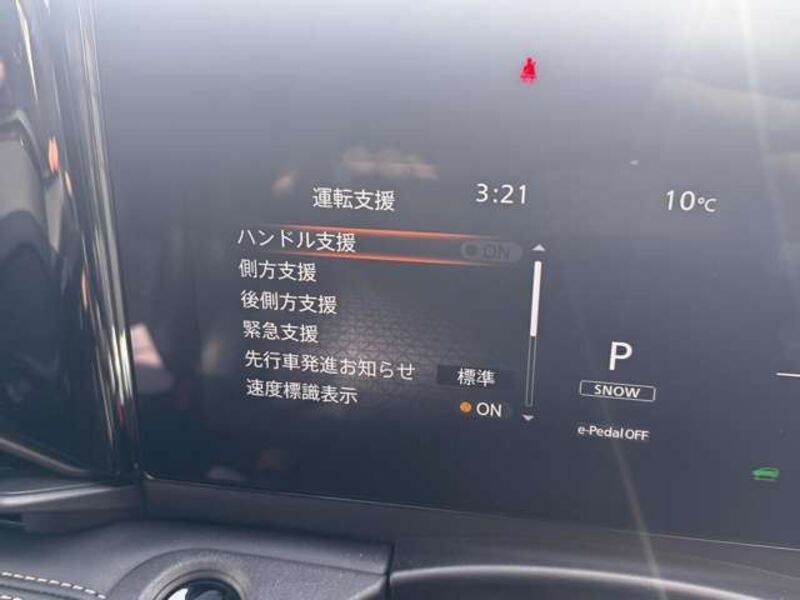 運転支援
3:21
10°C
ハンドル支援 ON
側方支援
後側方支援
緊急支援
先行車発進お知らせ 標準
速度標識表示 ON
P
SNOW
e-Pedal OFF